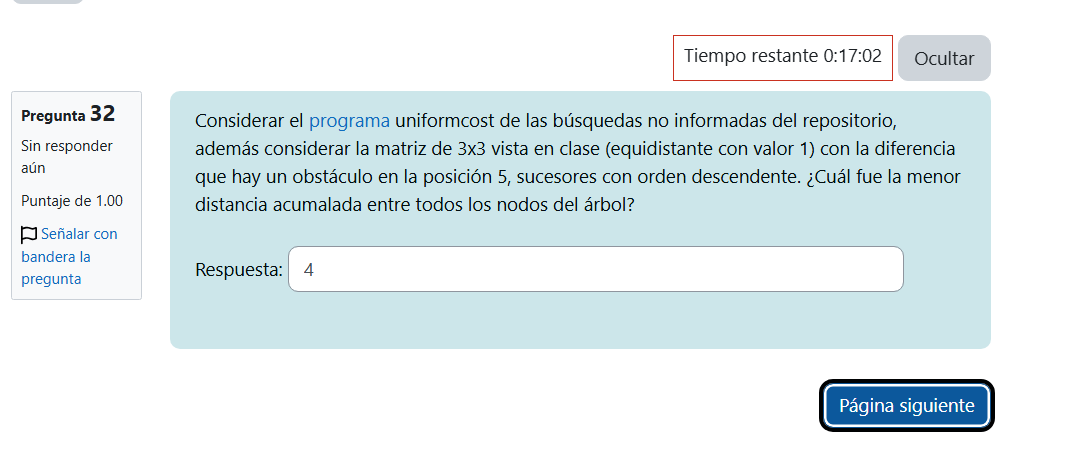 Tiempo restante 0:17:02
Ocultar
Pregunta 32
Sin responder
aún
Puntaje de 1.00
Señalar con
bandera la
pregunta
Considerar el programa uniformcost de las búsquedas no informadas del repositorio,
además considerar la matriz de 3x3 vista en clase (equidistante con valor 1) con la diferencia
que hay un obstáculo en la posición 5, sucesores con orden descendente. ¿Cuál fue la menor
distancia acumalada entre todos los nodos del árbol?
Respuesta: 4
Página siguiente